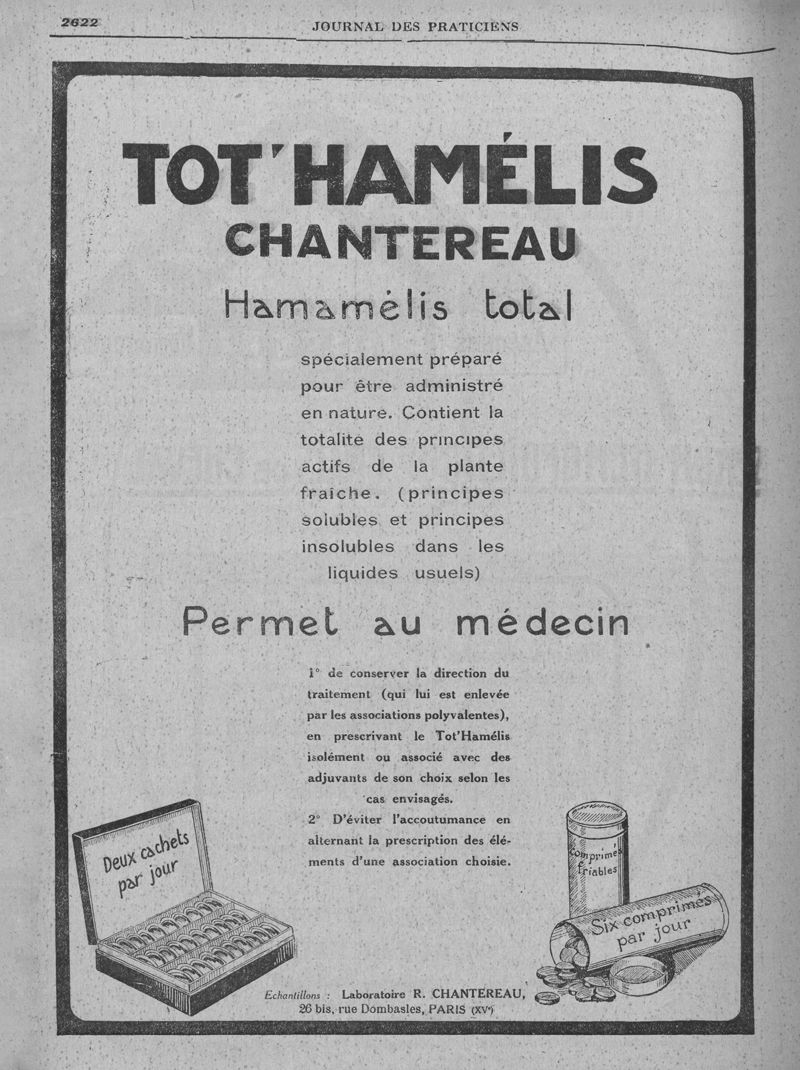 2622
JOURNAL DES PRATICIENS
TOT'HAMÉLIS
CHANTEREAU
Hamamélis total
spécialement préparé
pour être administré
en nature. Contient la
totalité des principes
actifs de la plante
fraîche. (principes
solubles et principes
insolubles dans les
liquides usuels)
Permet au médecin
1° de conserver la direction du
traitement (qui lui est enlevée
par les associations polyvalentes),
en prescrivant le Tot'Hamélis
isolément ou associé avec des
adjuvants de son choix selon les
cas envisagés.
2° D'éviter l'accoutumance en
alternant la prescription des élé-
ments d'une association choisie.
Deux cachets
par jour
comprimés
friables
Six comprimés
par jour
Echantillons : Laboratoire R. CHANTEREAU,
26 bis, rue Dombasles, PARIS (XVe)